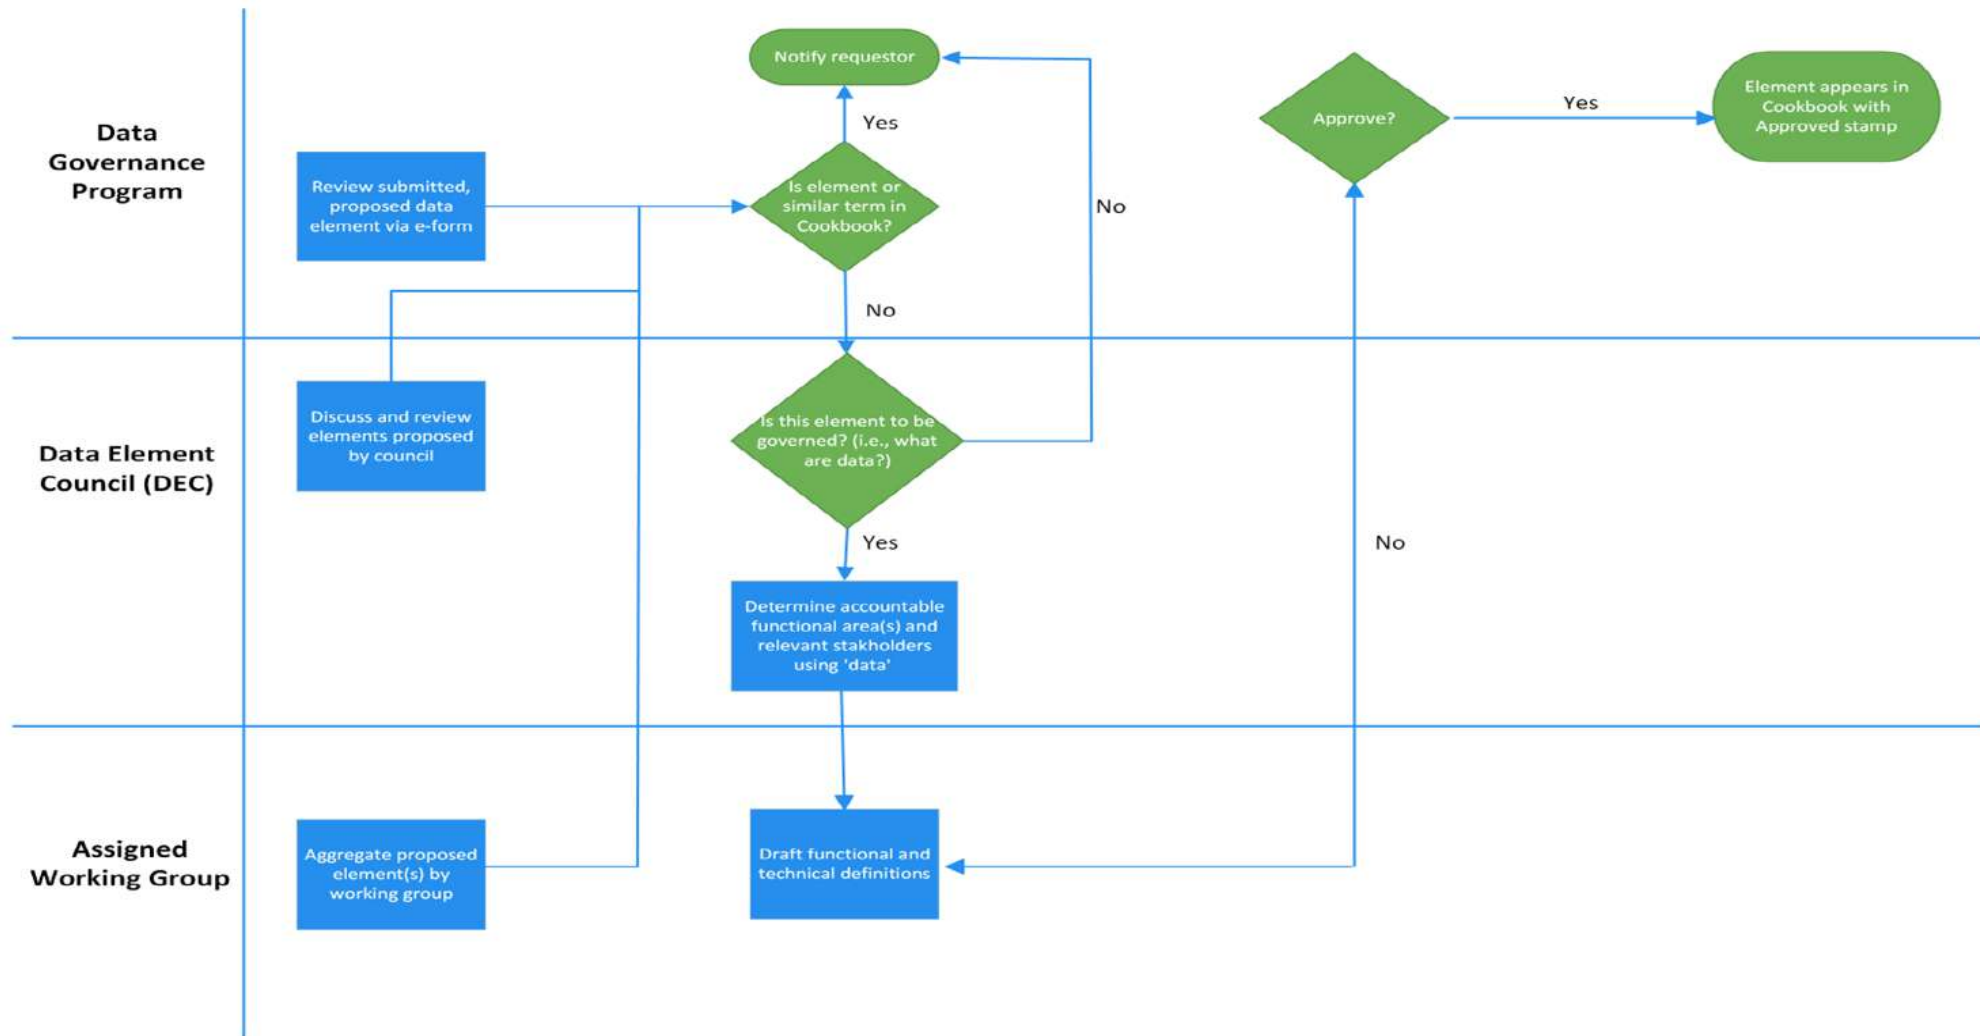 Data
Governance
Program
Review submitted,
proposed data
element via e-form
Notify requestor
Yes
Is element or
similar term in
Cookbook?
No
No
Approve?
Yes
Element appears in
Cookbook with
Approved stamp
Data Element
Council (DEC)
Discuss and review
elements proposed
by council
Is this element to be
governed? (i.e., what
are data?)
Yes
Determine accountable
functional area(s) and
relevant stakholders
using 'data'
No
Assigned
Working Group
Aggregate proposed
element(s) by
working group
Draft functional and
technical definitions